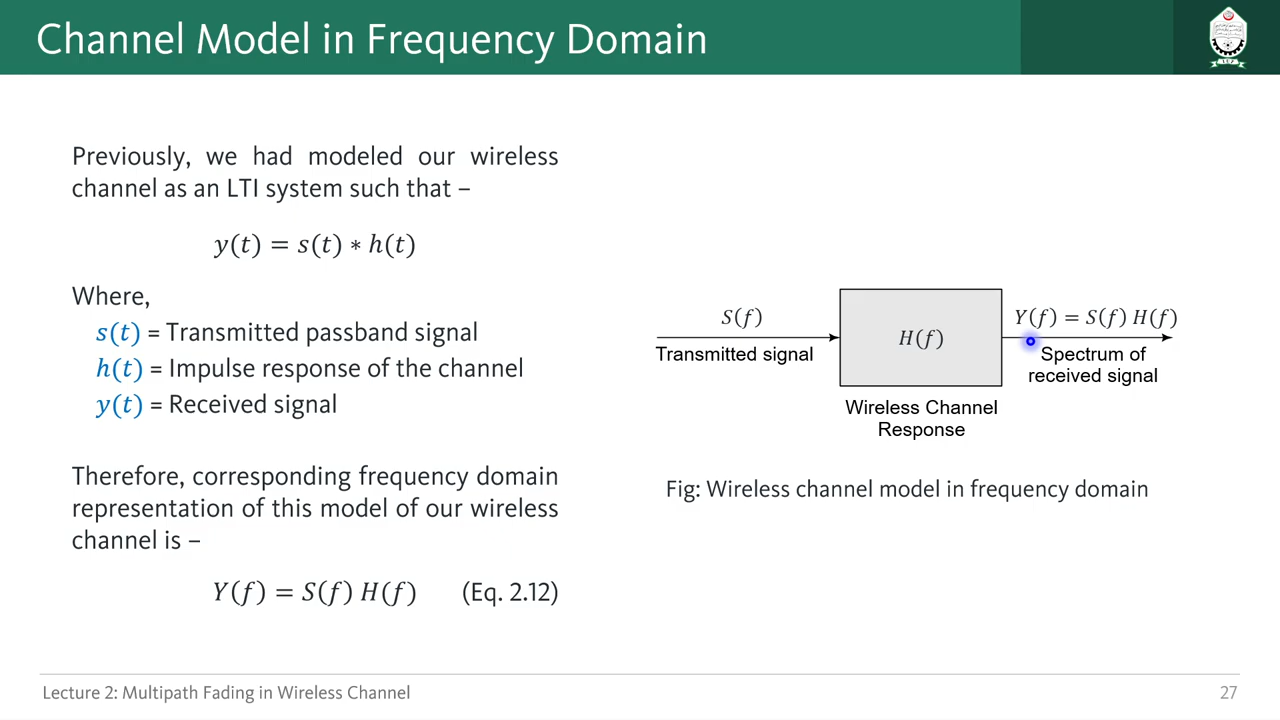 Channel Model in Frequency Domain
Previously, we had modeled our wireless
channel as an LTI system such that –
y(t) = s(t) ∗ h(t)
Where,
s(t) = Transmitted passband signal
h(t) = Impulse response of the channel
y(t) = Received signal
Therefore, corresponding frequency domain
representation of this model of our wireless
channel is –
Y(f) = S(f) H(f) (Eq. 2.12)
S(f)
Transmitted signal
H(f)
Wireless Channel
Response
Y(f) = S(f) H(f)
Spectrum of
received signal
Fig: Wireless channel model in frequency domain
Lecture 2: Multipath Fading in Wireless Channel
27